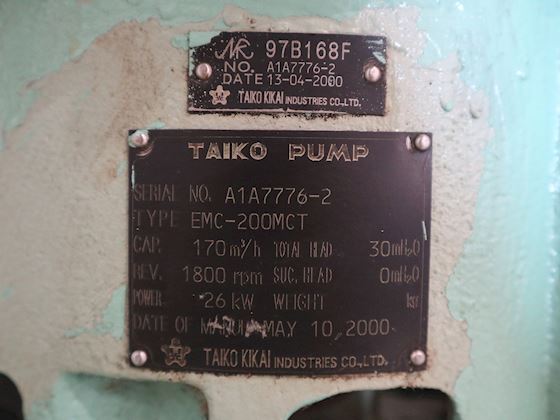 NK 97B168F
NO. A1A7776-2
DATE 13-04-2000
TAIKO KIKAI INDUSTRIES CO.,LTD.
TAIKO PUMP
SERIAL NO. A1A7776-2
TYPE EMC-200MCT
CAP. 170 m³/h TOTAL HEAD 30 mH₂O
REV. 1800 rpm SUC. HEAD 0 mH₂O
POWER 26 kW WEIGHT
DATE OF MANUF. MAY 10, 2000
TAIKO KIKAI INDUSTRIES CO., LTD.